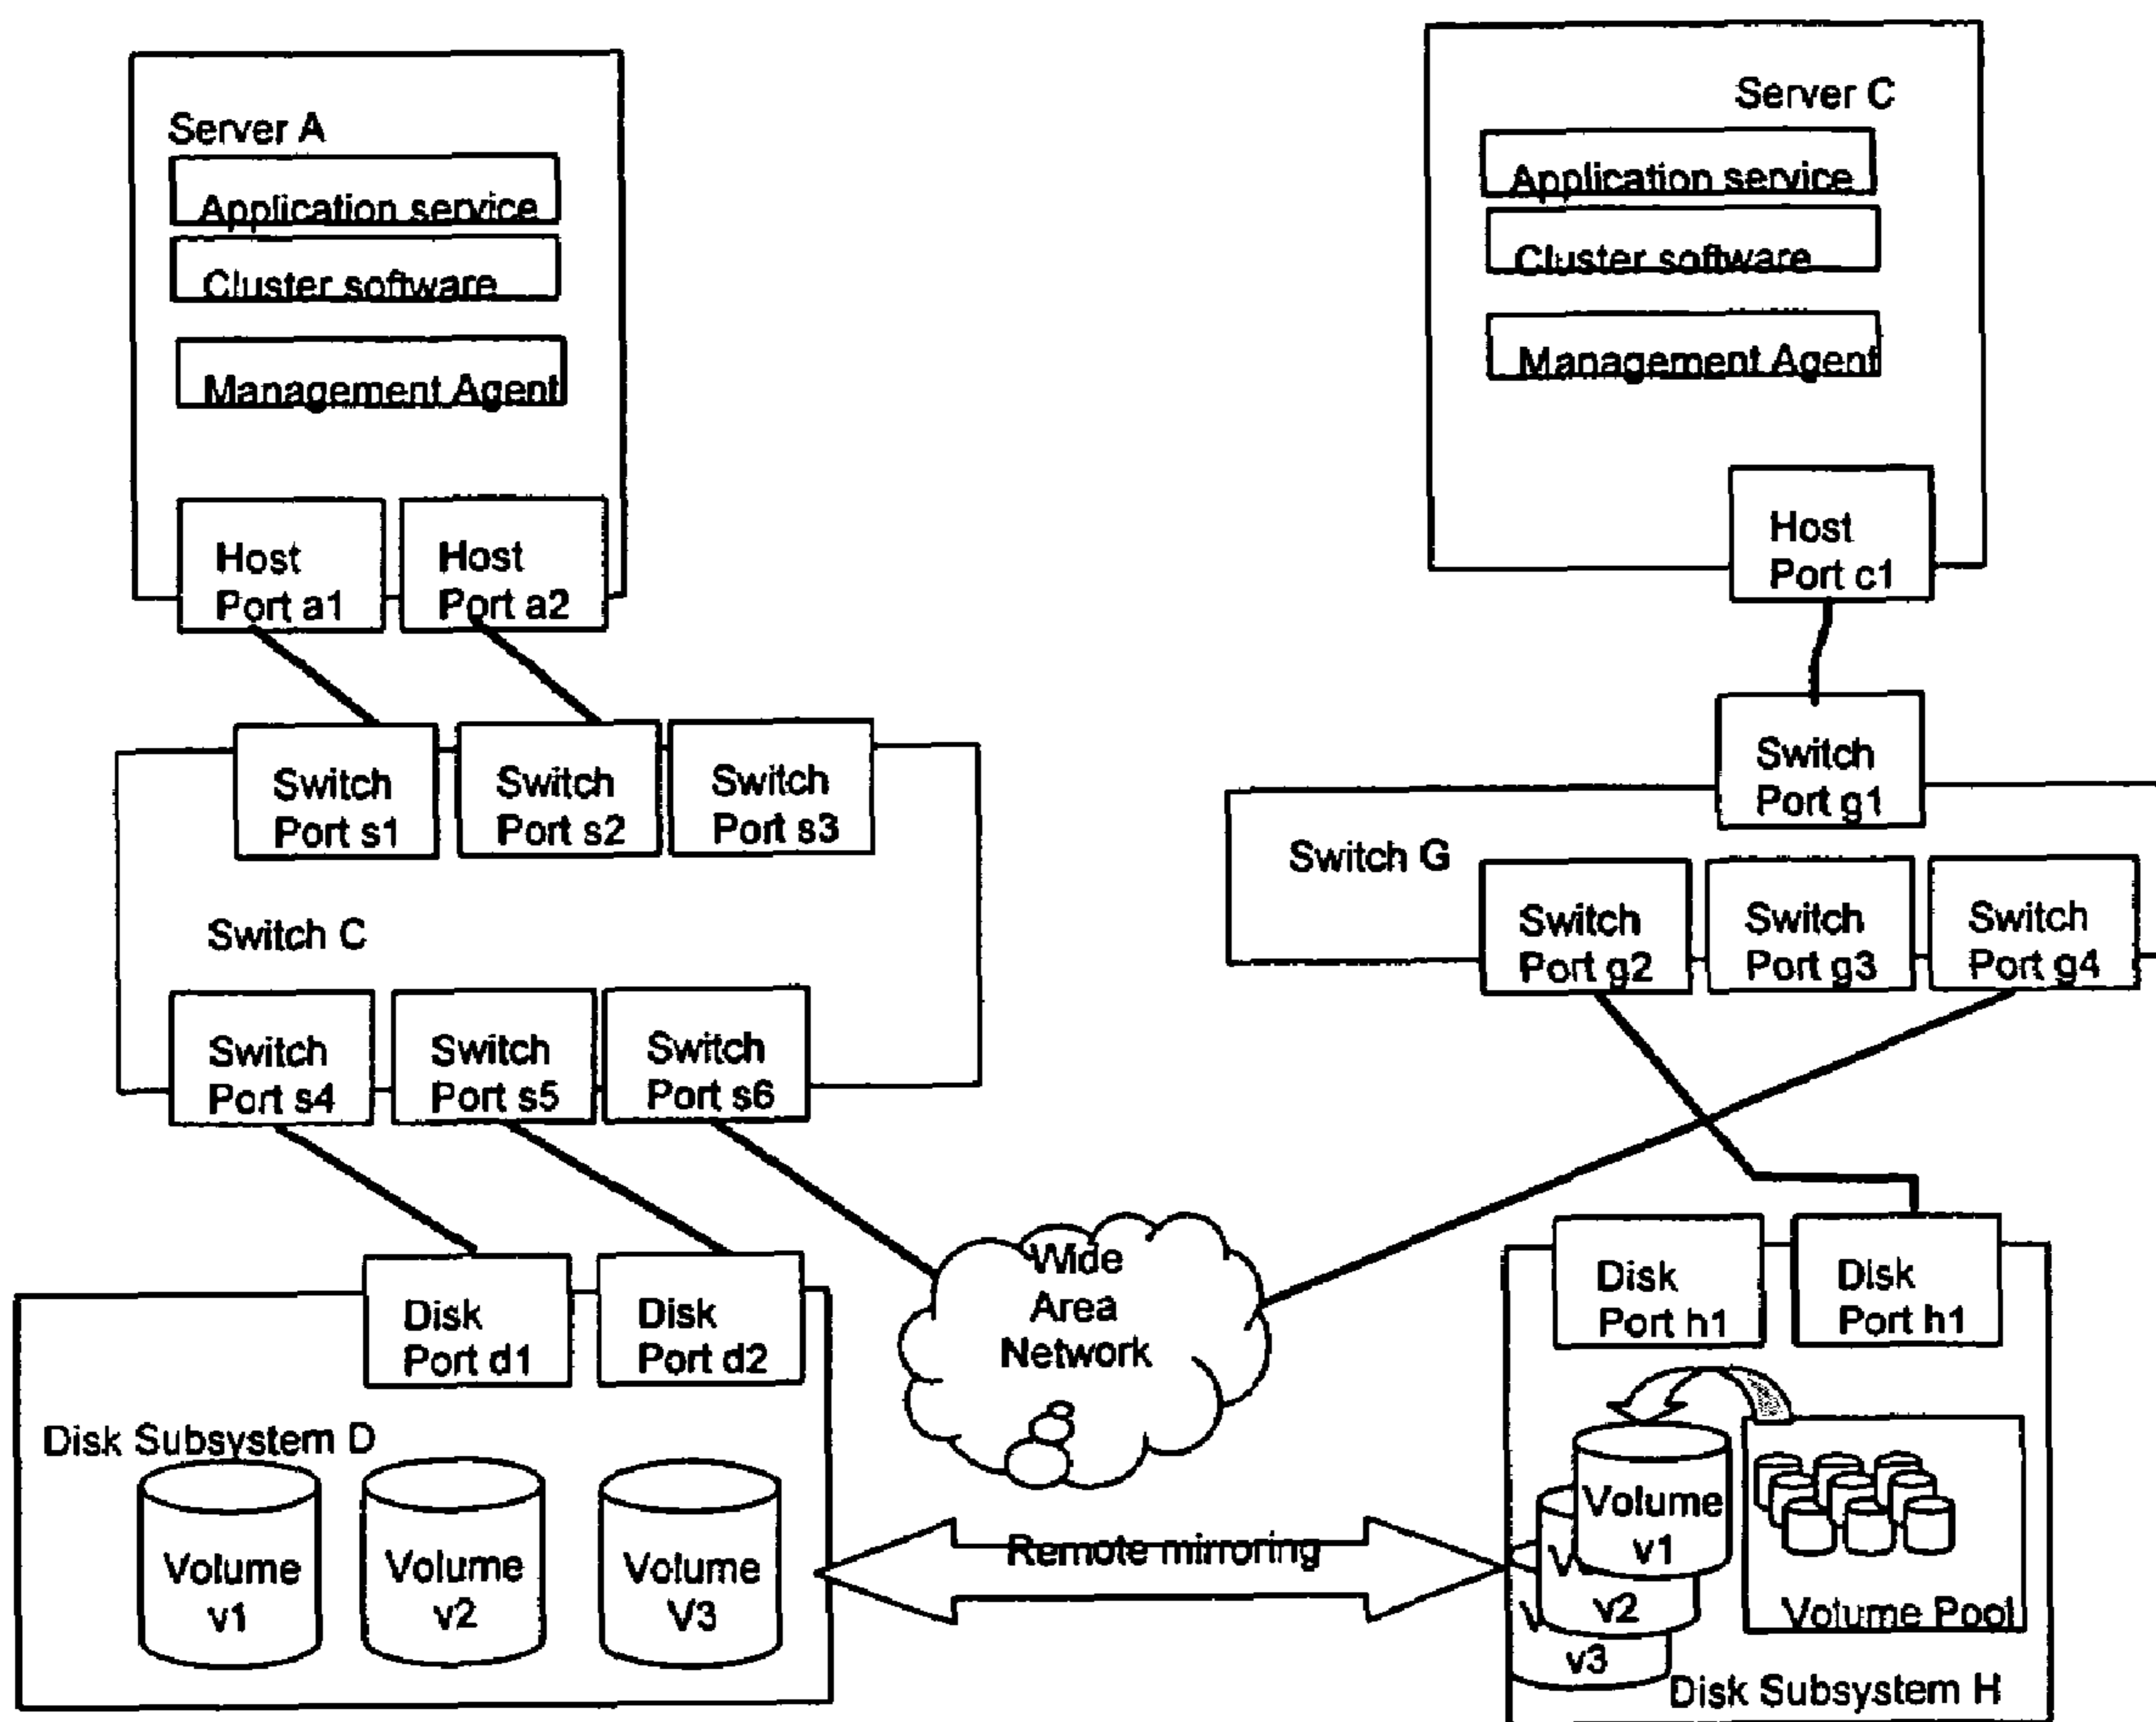 Server A
Application service
Cluster software
Management Agent
Host
Port a1
Host
Port a2
Server C
Application service
Cluster software
Management Agent
Host
Port c1
Switch
Port s1
Switch
Port s2
Switch
Port s3
Switch C
Switch
Port s4
Switch
Port s5
Switch
Port s6
Switch
Port g1
Switch G
Switch
Port g2
Switch
Port g3
Switch
Port g4
Disk
Port d1
Disk
Port d2
Disk Subsystem D
Volume
v1
Volume
v2
Volume
V3
Wide
Area
Network
Remote mirroring
Disk
Port h1
Disk
Port h1
Volume
v1
v2
v3
Volume Pool
Disk Subsystem H